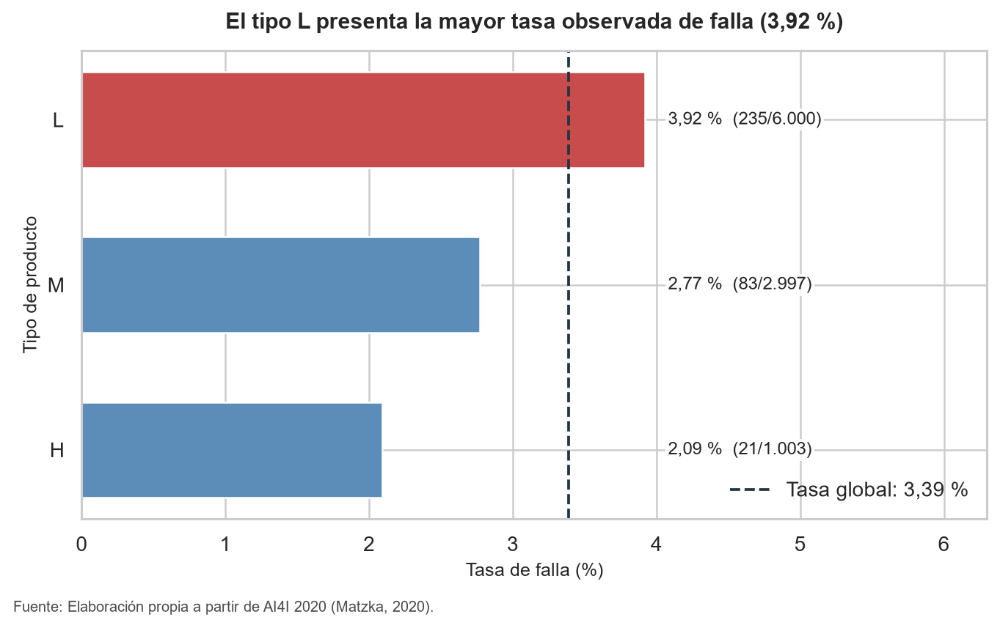 El tipo L presenta la mayor tasa observada de falla (3,92 %)
Tipo de producto
L
3,92 % (235/6.000)
M
2,77 % (83/2.997)
H
2,09 % (21/1.003)
Tasa global: 3,39 %
0 1 2 3 4 5 6
Tasa de falla (%)
Fuente: Elaboración propia a partir de AI4I 2020 (Matzka, 2020).